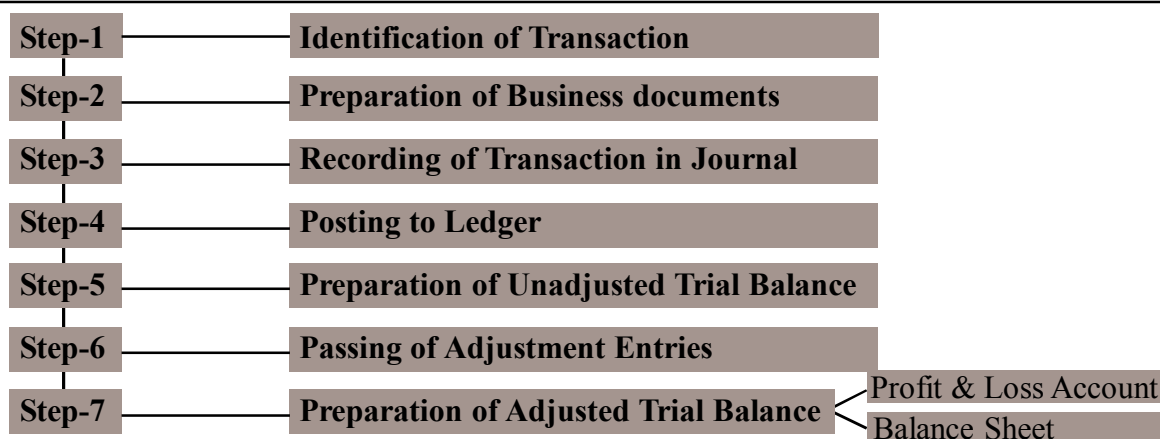 Step-1 Identification of Transaction
Step-2 Preparation of Business documents
Step-3 Recording of Transaction in Journal
Step-4 Posting to Ledger
Step-5 Preparation of Unadjusted Trial Balance
Step-6 Passing of Adjustment Entries
Step-7 Preparation of Adjusted Trial Balance
Profit & Loss Account
Balance Sheet